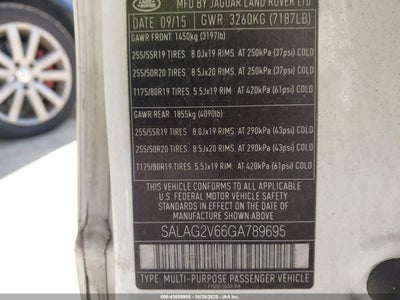 MFD BY JAGUAR LAND ROVER LTD
DATE 09/15 GWR. 3260KG (7187LB)
GAWR FRONT 1450kg (3197lb)
255/55R19 TIRES 8.0Jx19 RIMS AT 250kPa (37psi) COLD
255/50R20 TIRES 8.5Jx20 RIMS AT 250kPa (37psi) COLD
T175/80R19 TIRE 5.5Jx19 RIM, AT 420kPa (61psi) COLD
GAWR REAR 1855kg (4090lb)
255/55R19 TIRES 8.0Jx19 RIMS AT 290kPa (43psi) COLD
255/50R20 TIRES 8.5Jx20 RIMS AT 290kPa (43psi) COLD
T175/80R19 TIRE 5.5Jx19 RIM, AT 420kPa (61psi) COLD
THIS VEHICLE CONFORMS TO ALL APPLICABLE
U.S. FEDERAL MOTOR VEHICLE SAFETY STANDARDS
IN EFFECT ON THE DATE OF MANUFACTURE
SHOWN ABOVE
SALAG2V66GA789695
TYPE: MULTI-PURPOSE PASSENGER VEHICLE